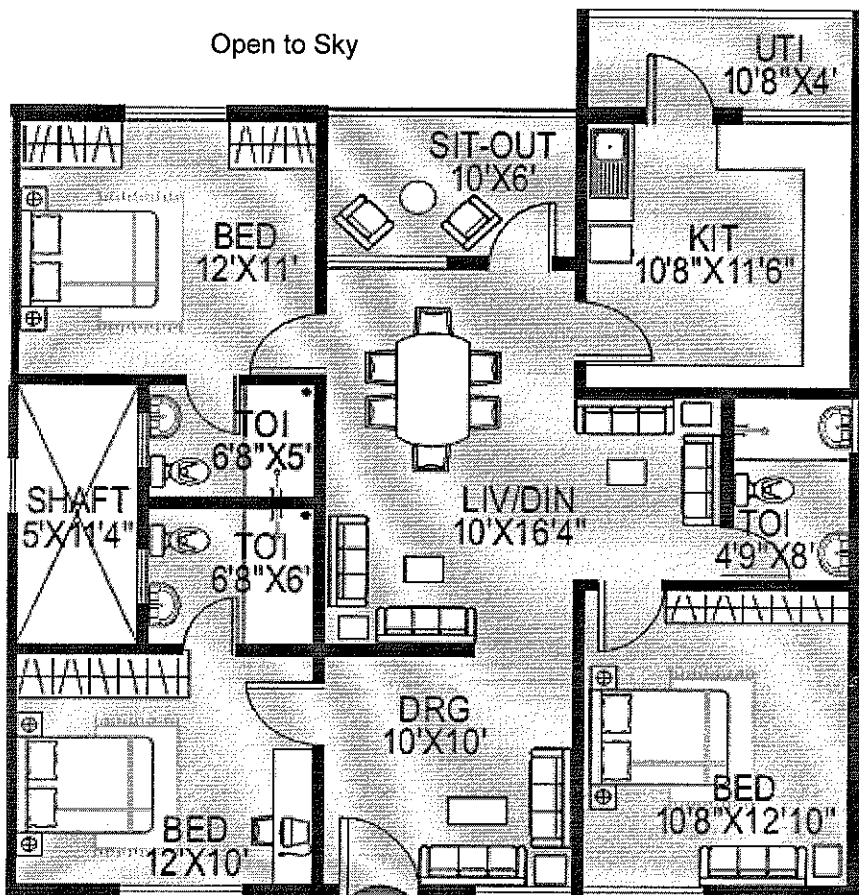 Open to Sky
UTI
10'8"X4'
SIT-OUT
10'X6'
BED
12'X11'
KIT
10'8"X11'6"
TOI
6'8"X5'
SHAFT
5'X11'4"
LIV/DIN
10'X16'4"
TOI
4'9"X8'
TOI
6'8"X6'
DRG
10'X10'
BED
12'X10'
BED
10'8"X12'10"